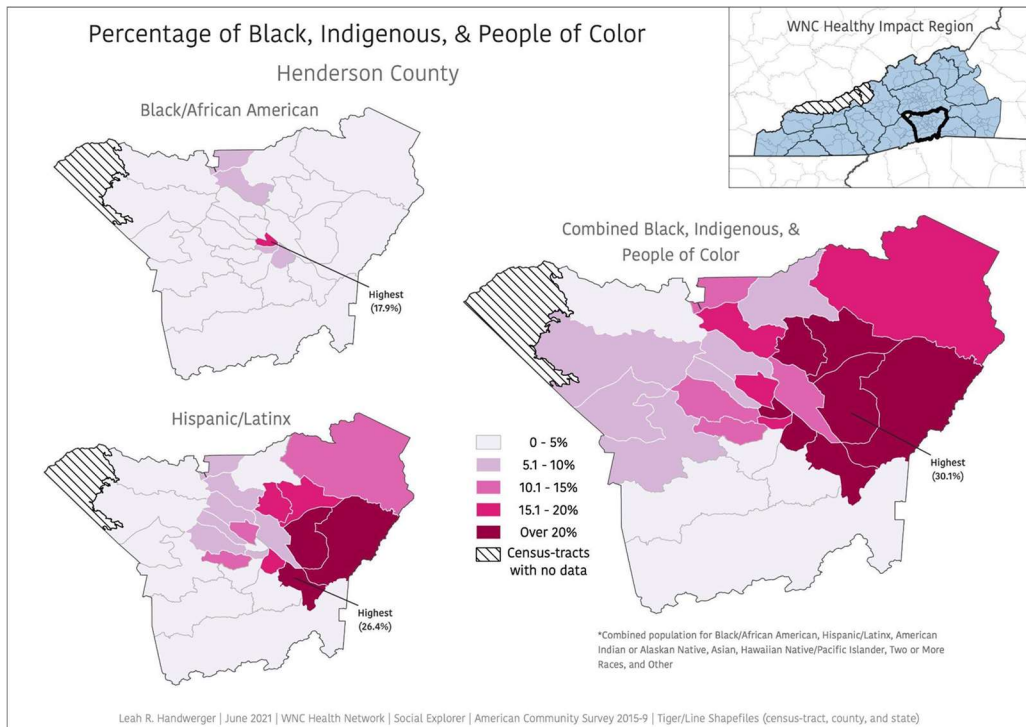 Percentage of Black, Indigenous, & People of Color
Henderson County
WNC Healthy Impact Region
Black/African American
Highest
(17.9%)
Combined Black, Indigenous, &
People of Color
Highest
(30.1%)
Hispanic/Latinx
Highest
(26.4%)
0 - 5%
5.1 - 10%
10.1 - 15%
15.1 - 20%
Over 20%
Census-tracts
with no data
*Combined population for Black/African American, Hispanic/Latinx, American
Indian or Alaskan Native, Asian, Hawaiian Native/Pacific Islander, Two or More
Races, and Other
Leah R. Handwerger | June 2021 | WNC Health Network | Social Explorer | American Community Survey 2015-9 | Tiger/Line Shapefiles (census-tract, county, and state)